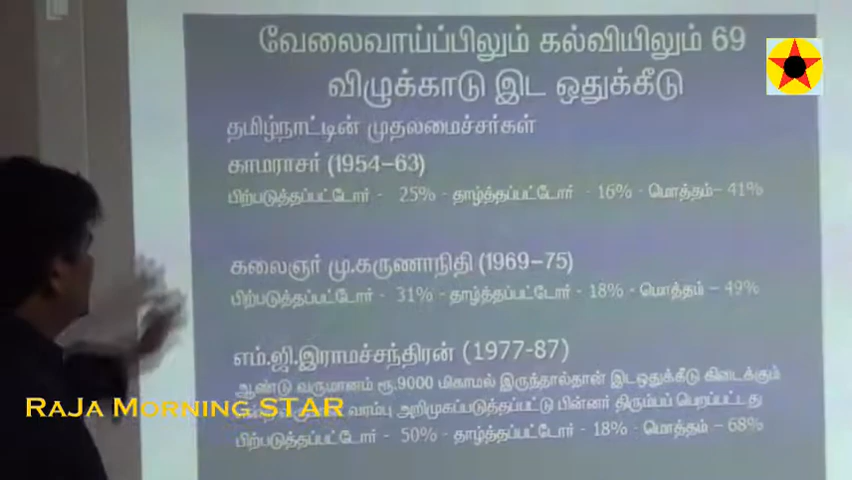 வேலைவாய்ப்பிலும் கல்வியிலும் 69
விழுக்காடு இட ஒதுக்கீடு
தமிழ்நாட்டின் முதலமைச்சர்கள்
காமராசர் (1954-63)
பிற்படுத்தப்பட்டோர் - 25% - தாழ்த்தப்பட்டோர் - 16% - மொத்தம்- 41%
கலைஞர் மு.கருணாநிதி (1969-75)
பிற்படுத்தப்பட்டோர் - 31% - தாழ்த்தப்பட்டோர் - 18% - மொத்தம் - 49%
எம்.ஜி.இராமச்சந்திரன் (1977-87)
ஆண்டு வருமானம் ரூ.9000 மிகாமல் இருந்தால்தான் இடஒதுக்கீடு கிடைக்கும்
வரம்பு அறிமுகப்படுத்தப்பட்டு பின்னர் திரும்பப் பெறப்பட்டது
RAJA MORNING STAR
பிற்படுத்தப்பட்டோர் - 50% - தாழ்த்தப்பட்டோர் - 18% - மொத்தம் - 68%